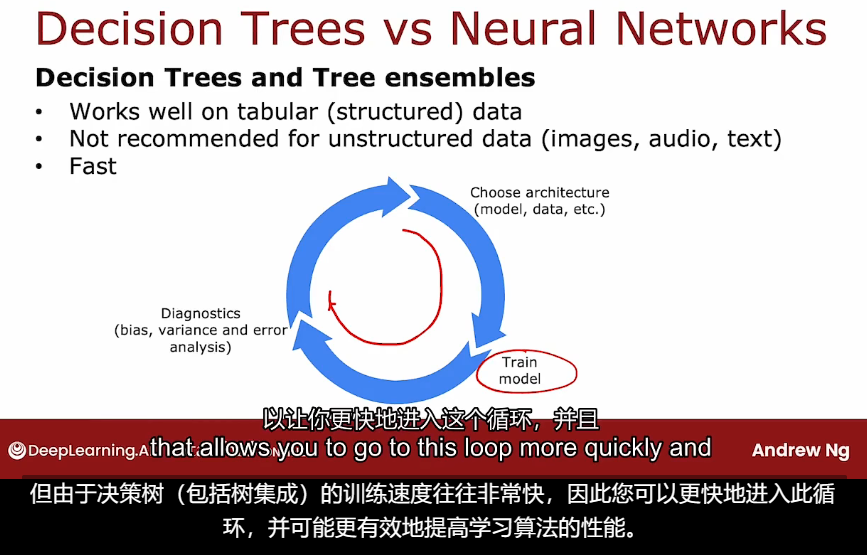 Decision Trees vs Neural Networks
Decision Trees and Tree ensembles
• Works well on tabular (structured) data
• Not recommended for unstructured data (images, audio, text)
• Fast
Choose architecture
(model, data, etc.)
Diagnostics
(bias, variance and error
analysis)
Train
model
以让你更快地进入这个循环，并且
DeepLearning.A
that allows you to go to this loop more quickly and
Andrew Ng
但由于决策树（包括树集成）的训练速度往往非常快，因此您可以更快地进入此循
环，并可能更有效地提高学习算法的性能。